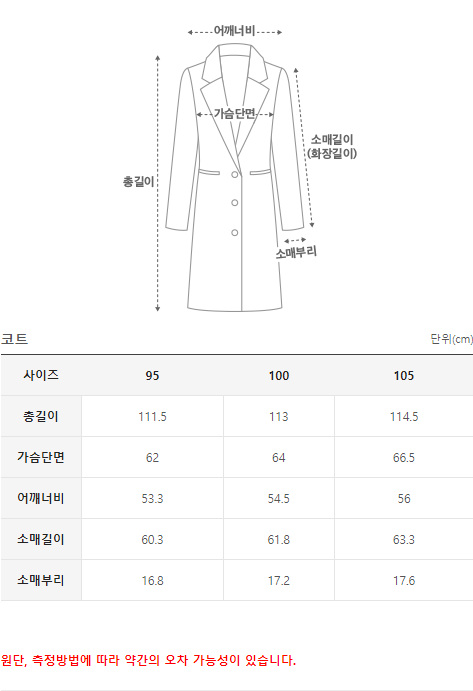 어깨너비
가슴단면
소매길이
(화장길이)
총길이
소매부리
코트 단위(cm)
사이즈 95 100 105
총길이 111.5 113 114.5
가슴단면 62 64 66.5
어깨너비 53.3 54.5 56
소매길이 60.3 61.8 63.3
소매부리 16.8 17.2 17.6
원단, 측정방법에 따라 약간의 오차 가능성이 있습니다.